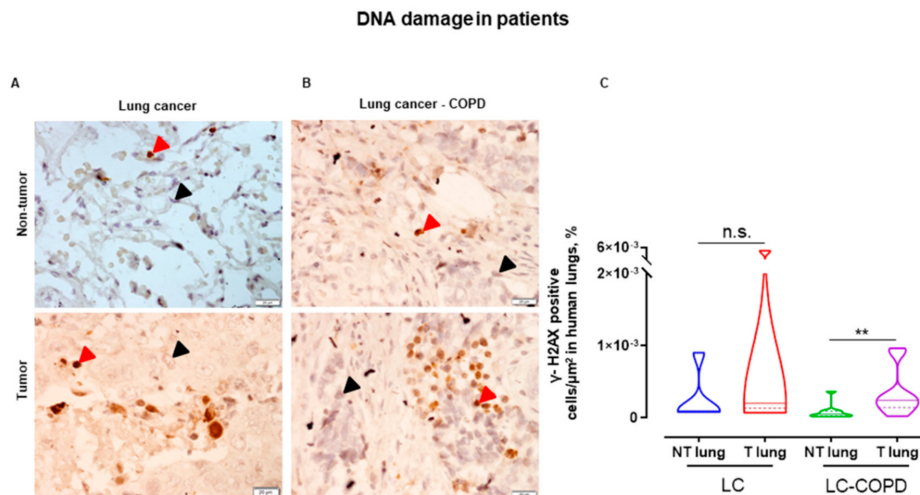 DNA damage in patients
A
B
C
Lung cancer
Lung cancer - COPD
Non-tumor
Tumor
20 µm
γ- H2AX positive
cells/µm² in human lungs, %
6×10⁻³
2×10⁻³
1×10⁻³
0
n.s.
**
NT lung
T lung
NT lung
T lung
LC
LC-COPD